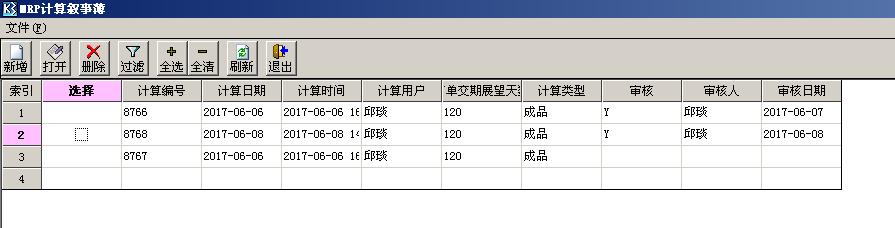 MRP计算叙事薄
文件(F)
新增 打开 删除 过滤 全选 全清 刷新 退出
索引 选择 计算编号 计算日期 计算时间 计算用户 单交期展望天 计算类型 审核 审核人 审核日期
1 8766 2017-06-06 2017-06-06 16 邱琰 120 成品 Y 邱琰 2017-06-07
2 8768 2017-06-08 2017-06-08 14 邱琰 120 成品 Y 邱琰 2017-06-08
3 8767 2017-06-06 2017-06-06 16 邱琰 120 成品
4